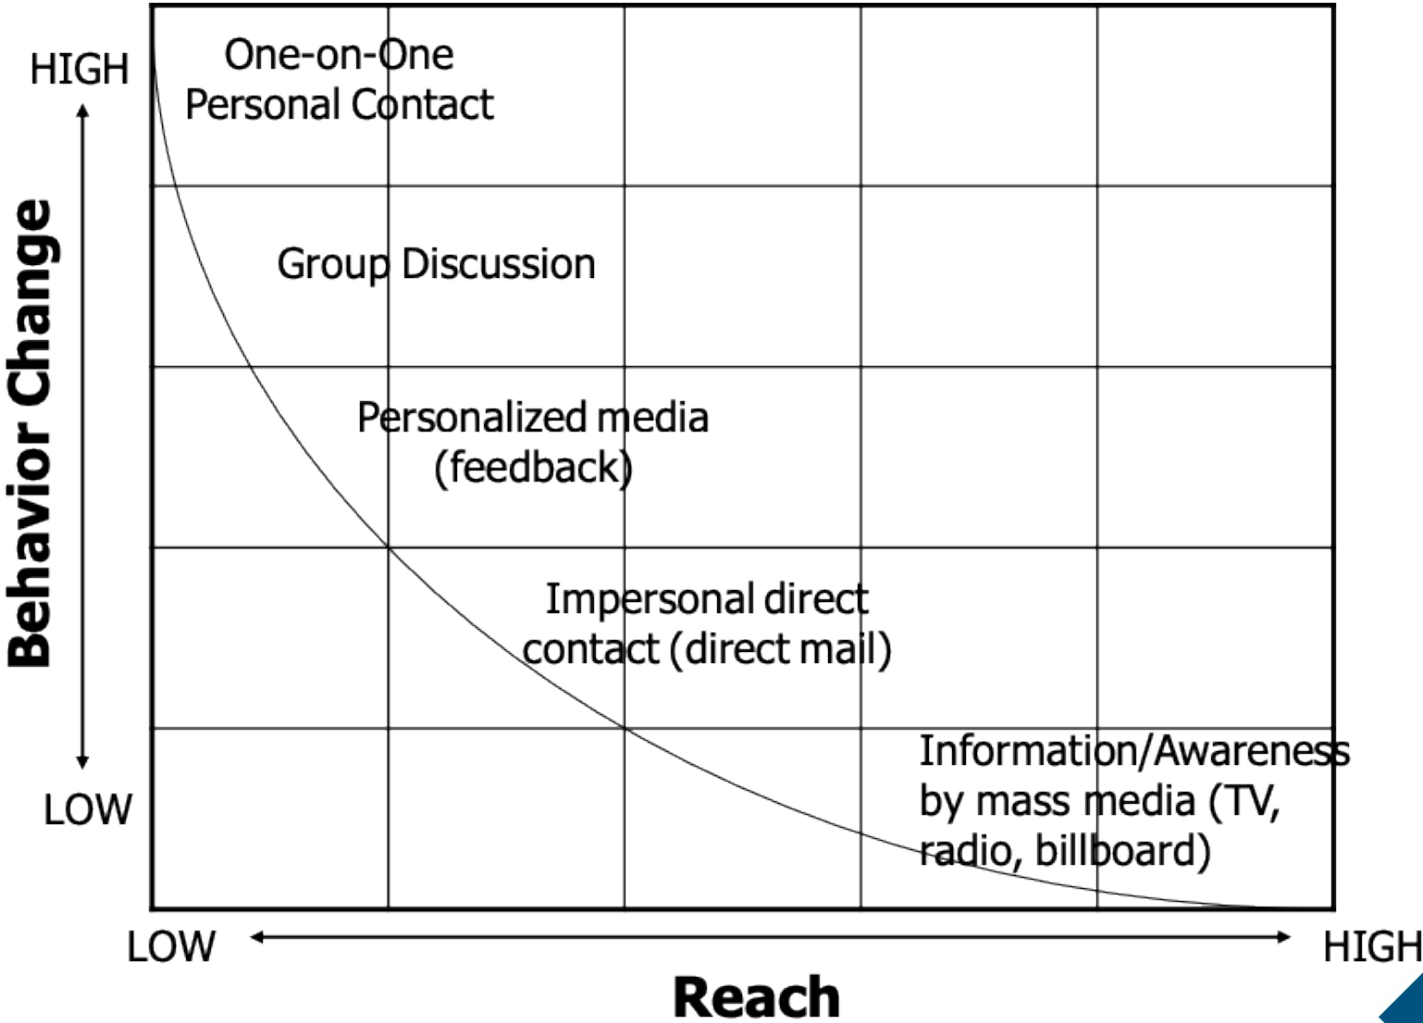 HIGH
One-on-One
Personal Contact
Group Discussion
Behavior Change
Personalized media
(feedback)
Impersonal direct
contact (direct mail)
Information/Awareness
by mass media (TV,
radio, billboard)
LOW
LOW
HIGH
Reach